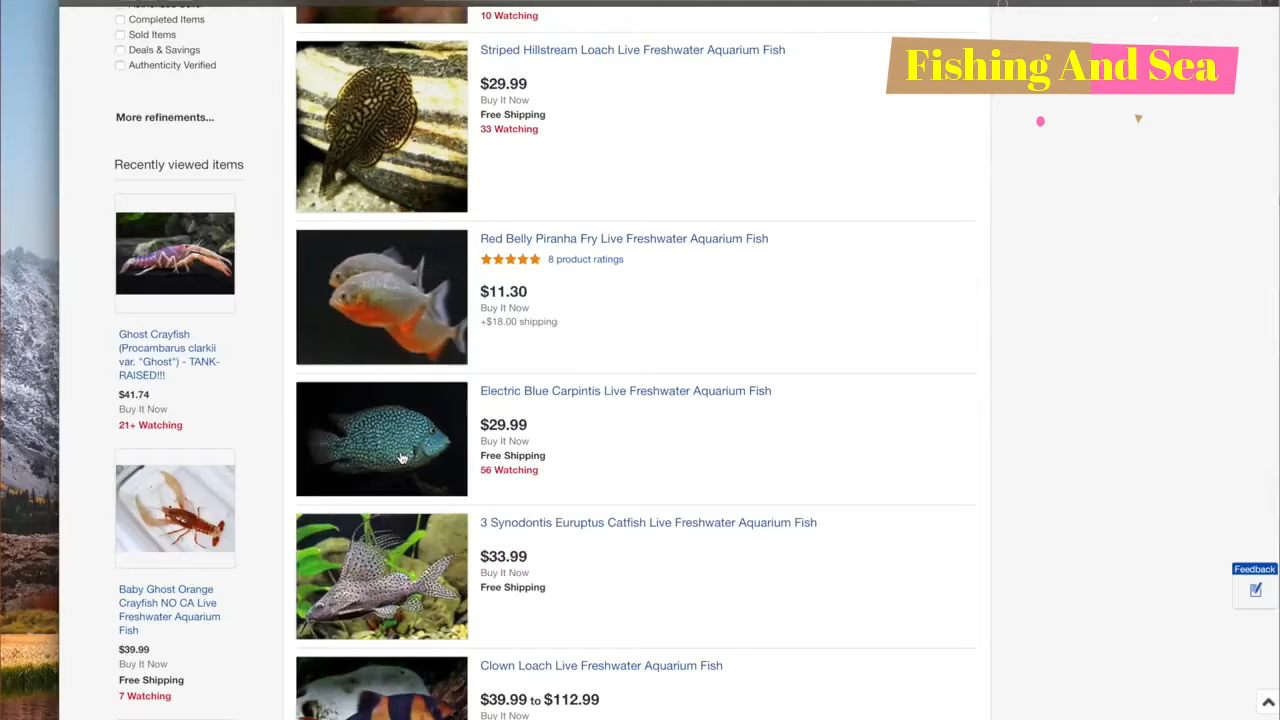 Completed Items
Sold Items
Deals & Savings
Authenticity Verified
More refinements...
Recently viewed items
Ghost Crayfish
(Procambarus clarkii
var. "Ghost") - TANK-
RAISED!!!
$41.74
Buy It Now
21+ Watching
Baby Ghost Orange
Crayfish NO CA Live
Freshwater Aquarium
Fish
$39.99
Buy It Now
Free Shipping
7 Watching
10 Watching
Striped Hillstream Loach Live Freshwater Aquarium Fish
$29.99
Buy It Now
Free Shipping
33 Watching
Red Belly Piranha Fry Live Freshwater Aquarium Fish
8 product ratings
$11.30
Buy It Now
+$18.00 shipping
Electric Blue Carpintis Live Freshwater Aquarium Fish
$29.99
Buy It Now
Free Shipping
56 Watching
3 Synodontis Euruptus Catfish Live Freshwater Aquarium Fish
$33.99
Buy It Now
Free Shipping
Clown Loach Live Freshwater Aquarium Fish
$39.99 to $112.99
Buy It Now
Fishing And Sea
Feedback